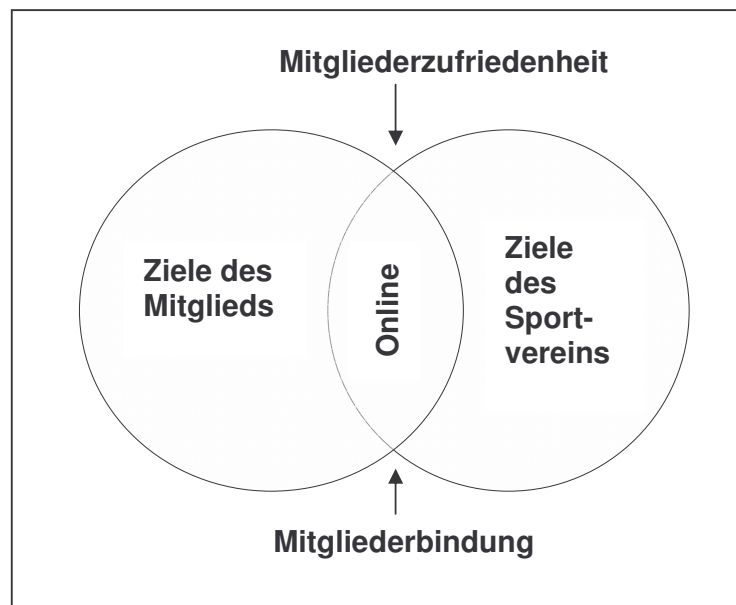 Mitgliederzufriedenheit
Ziele des
Mitglieds
Online
Ziele
des
Sport-
vereins
Mitgliederbindung